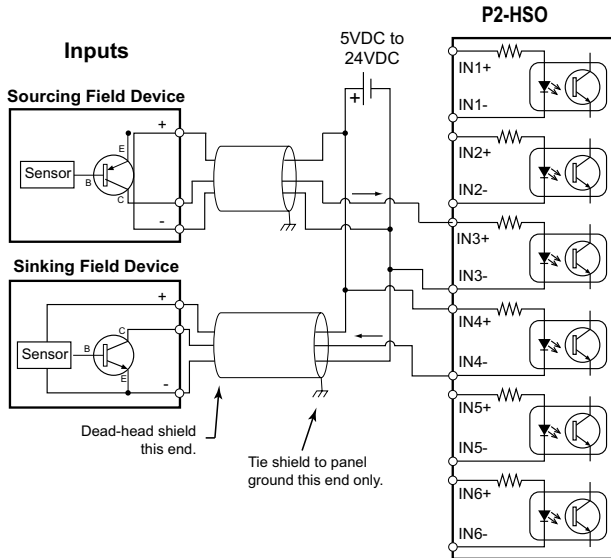 P2-HSO
Inputs
5VDC to
24VDC
+
Sourcing Field Device
+
E
Sensor
B
C
-
Sinking Field Device
+
C
Sensor
B
E
-
Dead-head shield
this end.
Tie shield to panel
ground this end only.
IN1+
IN1-
IN2+
IN2-
IN3+
IN3-
IN4+
IN4-
IN5+
IN5-
IN6+
IN6-